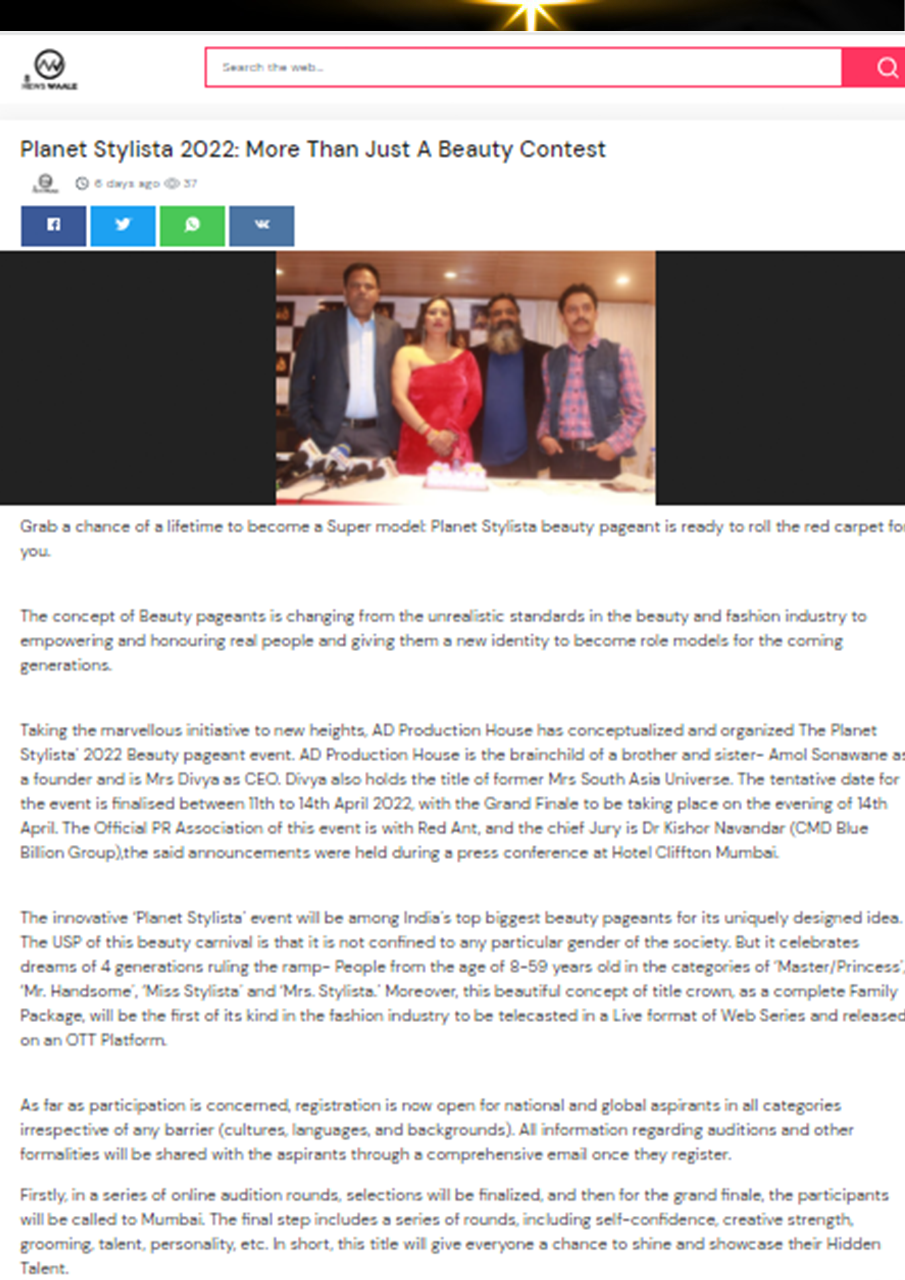 NEWS WAALE
Search the web...
Planet Stylista 2022: More Than Just A Beauty Contest
6 days ago 37
Grab a chance of a lifetime to become a Super model: Planet Stylista beauty pageant is ready to roll the red carpet for
you.
The concept of Beauty pageants is changing from the unrealistic standards in the beauty and fashion industry to
empowering and honouring real people and giving them a new identity to become role models for the coming
generations.
Taking the marvellous initiative to new heights, AD Production House has conceptualized and organized The Planet
Stylista' 2022 Beauty pageant event. AD Production House is the brainchild of a brother and sister- Amol Sonawane as
a founder and is Mrs Divya as CEO. Divya also holds the title of former Mrs South Asia Universe. The tentative date for
the event is finalised between 11th to 14th April 2022, with the Grand Finale to be taking place on the evening of 14th
April. The Official PR Association of this event is with Red Ant, and the chief Jury is Dr Kishor Navandar (CMD Blue
Billion Group),the said announcements were held during a press conference at Hotel Cliffton Mumbai.
The innovative 'Planet Stylista' event will be among India's top biggest beauty pageants for its uniquely designed idea.
The USP of this beauty carnival is that it is not confined to any particular gender of the society. But it celebrates
dreams of 4 generations ruling the ramp- People from the age of 8-59 years old in the categories of 'Master/Princess',
'Mr. Handsome', 'Miss Stylista' and 'Mrs. Stylista.' Moreover, this beautiful concept of title crown, as a complete Family
Package, will be the first of its kind in the fashion industry to be telecasted in a Live format of Web Series and released
on an OTT Platform.
As far as participation is concerned, registration is now open for national and global aspirants in all categories
irrespective of any barrier (cultures, languages, and backgrounds). All information regarding auditions and other
formalities will be shared with the aspirants through a comprehensive email once they register.
Firstly, in a series of online audition rounds, selections will be finalized, and then for the grand finale, the participants
will be called to Mumbai. The final step includes a series of rounds, including self-confidence, creative strength,
grooming, talent, personality, etc. In short, this title will give everyone a chance to shine and showcase their Hidden
Talent.